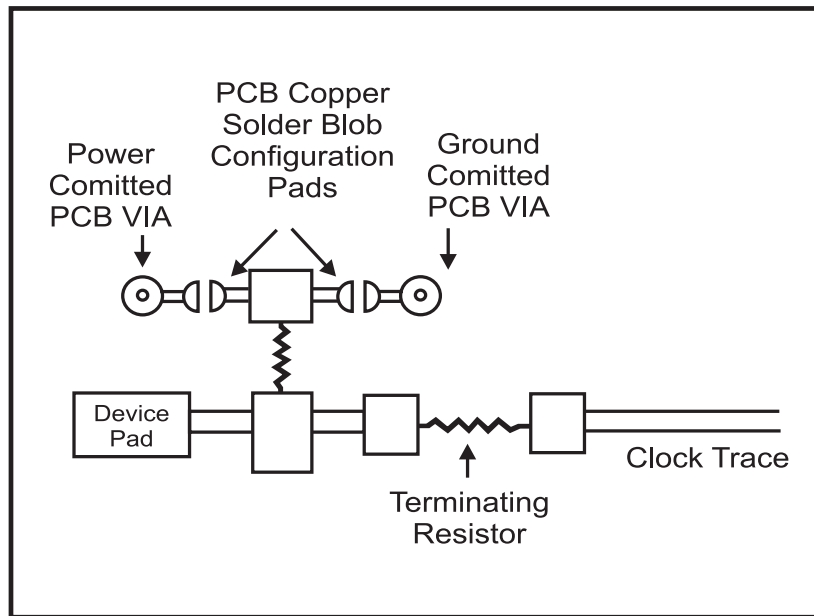 PCB Copper
Solder Blob
Configuration
Pads
Power
Comitted
PCB VIA
Ground
Comitted
PCB VIA
Device
Pad
Clock Trace
Terminating
Resistor